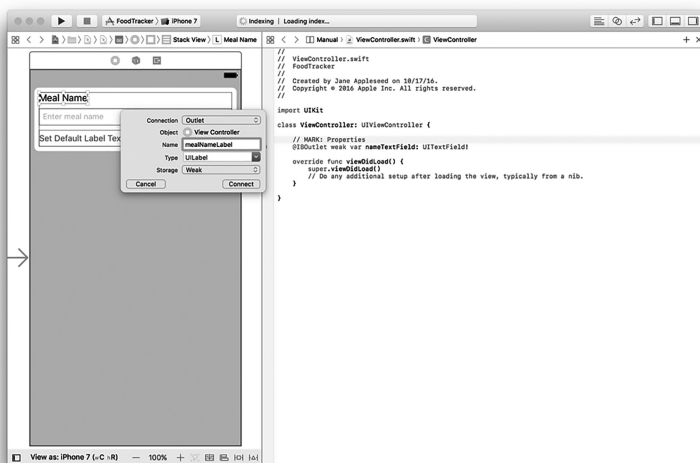 FoodTracker iPhone 7
Indexing | Loading index...
Stack View L Meal Name
Manual ViewController.swift C ViewController
Meal Name
Enter meal name
Set Default Label Tex
Connection Outlet
Object View Controller
Name mealNameLabel
Type UILabel
Storage Weak
Cancel Connect
//
// ViewController.swift
// FoodTracker
//
// Created by Jane Appleseed on 10/17/16.
// Copyright © 2016 Apple Inc. All rights reserved.
//
import UIKit
class ViewController: UIViewController {
// MARK: Properties
@IBOutlet weak var nameTextField: UITextField!
override func viewDidLoad() {
super.viewDidLoad()
// Do any additional setup after loading the view, typically from a nib.
}
}
View as: iPhone 7 (wC hR) — 100% +